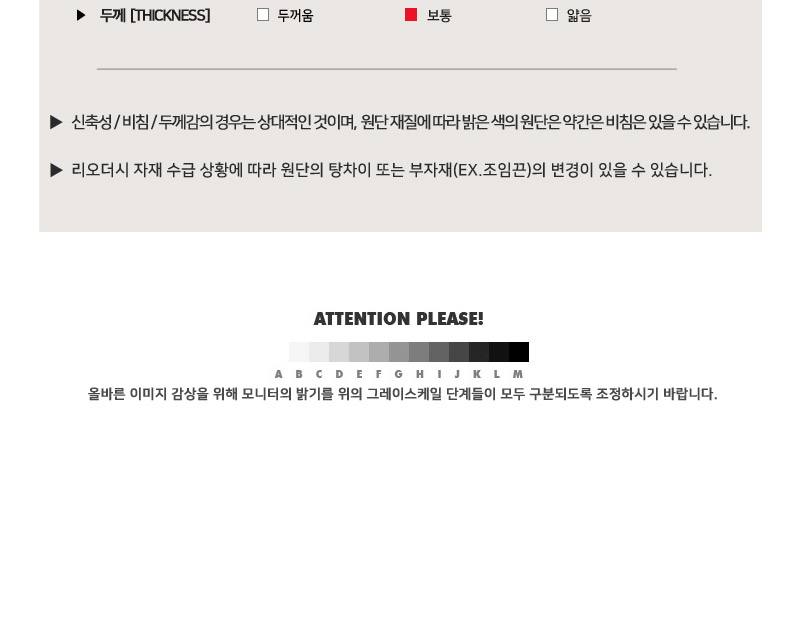 ▶ 두께 [THICKNESS] □ 두꺼움 ■ 보통 □ 얇음
▶ 신축성 / 비침 / 두께감의 경우는 상대적인 것이며, 원단 재질에 따라 밝은 색의 원단은 약간은 비침은 있을 수 있습니다.
▶ 리오더시 자재 수급 상황에 따라 원단의 탕차이 또는 부자재(EX.조임끈)의 변경이 있을 수 있습니다.
ATTENTION PLEASE!
A B C D E F G H I J K L M
올바른 이미지 감상을 위해 모니터의 밝기를 위의 그레이스케일 단계들이 모두 구분되도록 조정하시기 바랍니다.